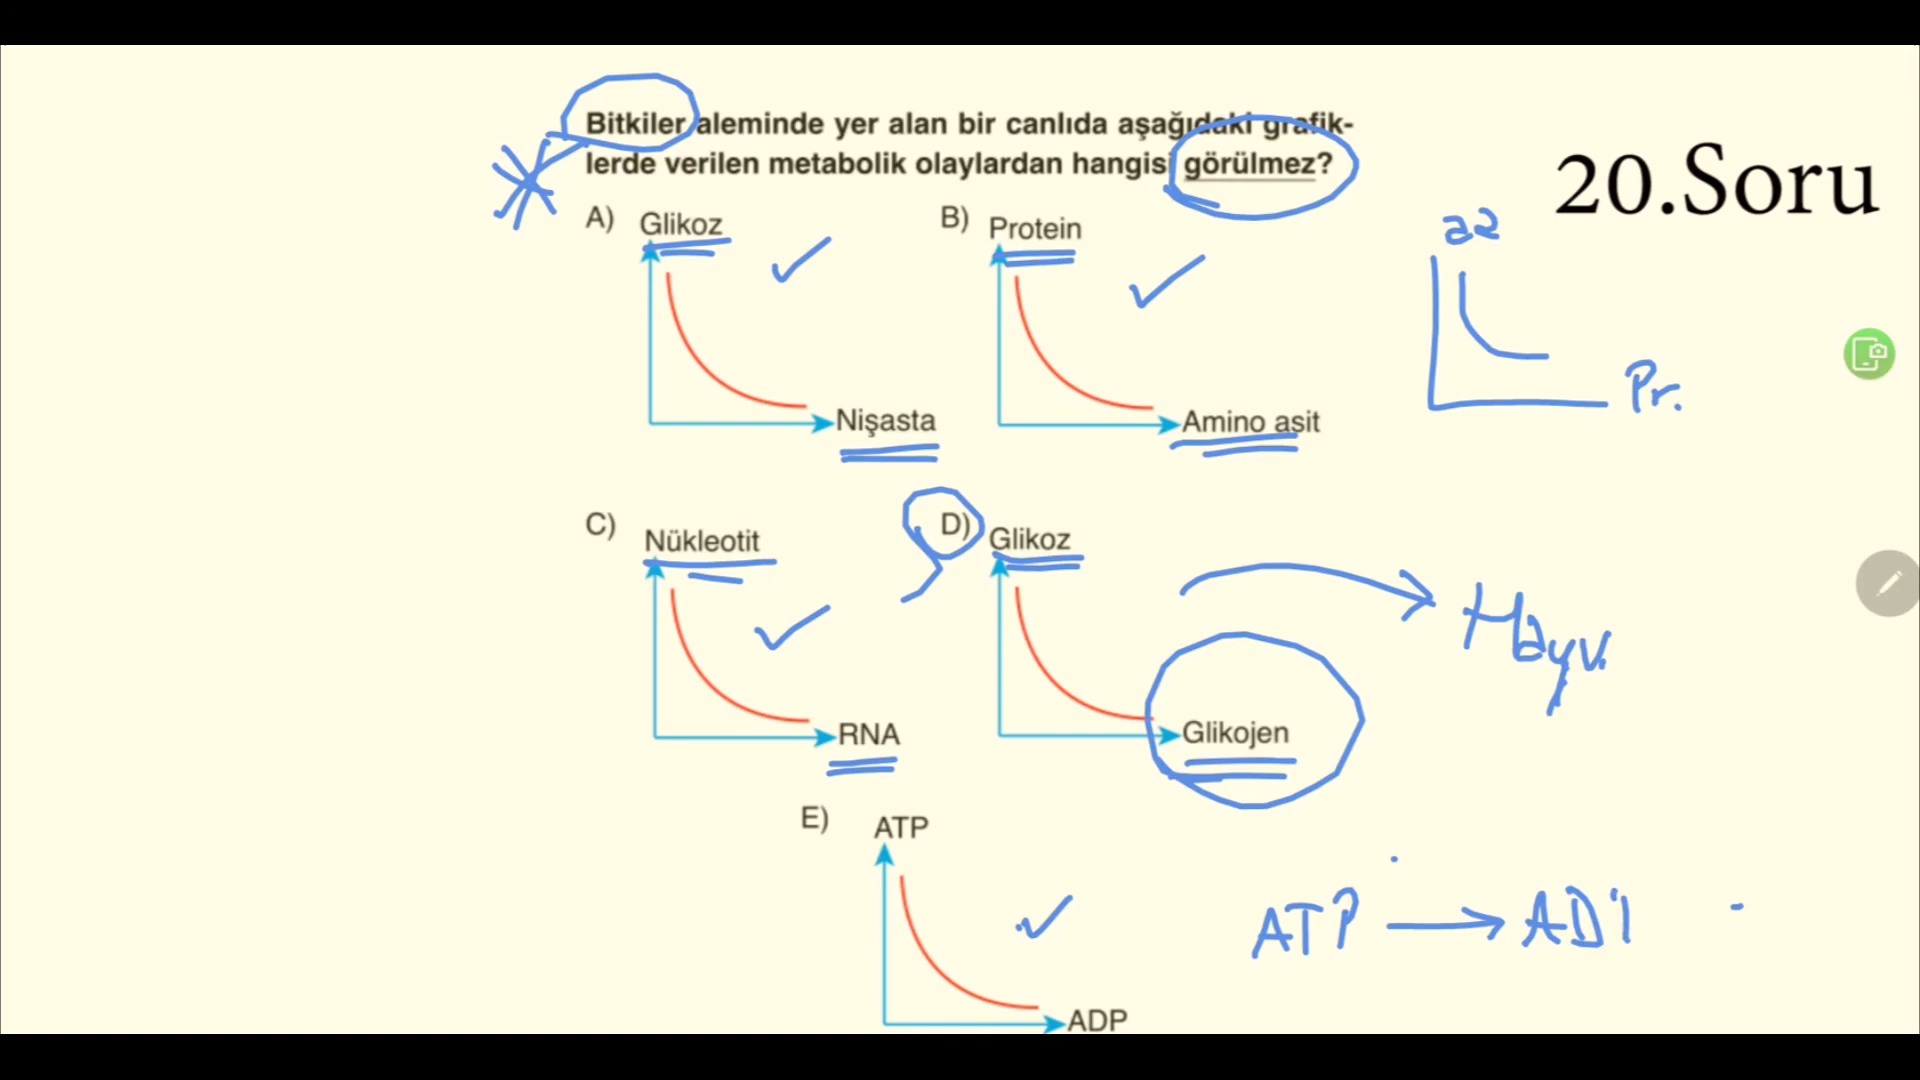 20.Soru
Bitkiler aleminde yer alan bir canlıda aşağıdaki grafik-
lerde verilen metabolik olaylardan hangisi görülmez?
A) Glikoz
Nişasta
B) Protein
Amino asit
aa
Pr.
C) Nükleotit
RNA
D) Glikoz
Glikojen
Hayv.
E) ATP
ADP
ATP → AD